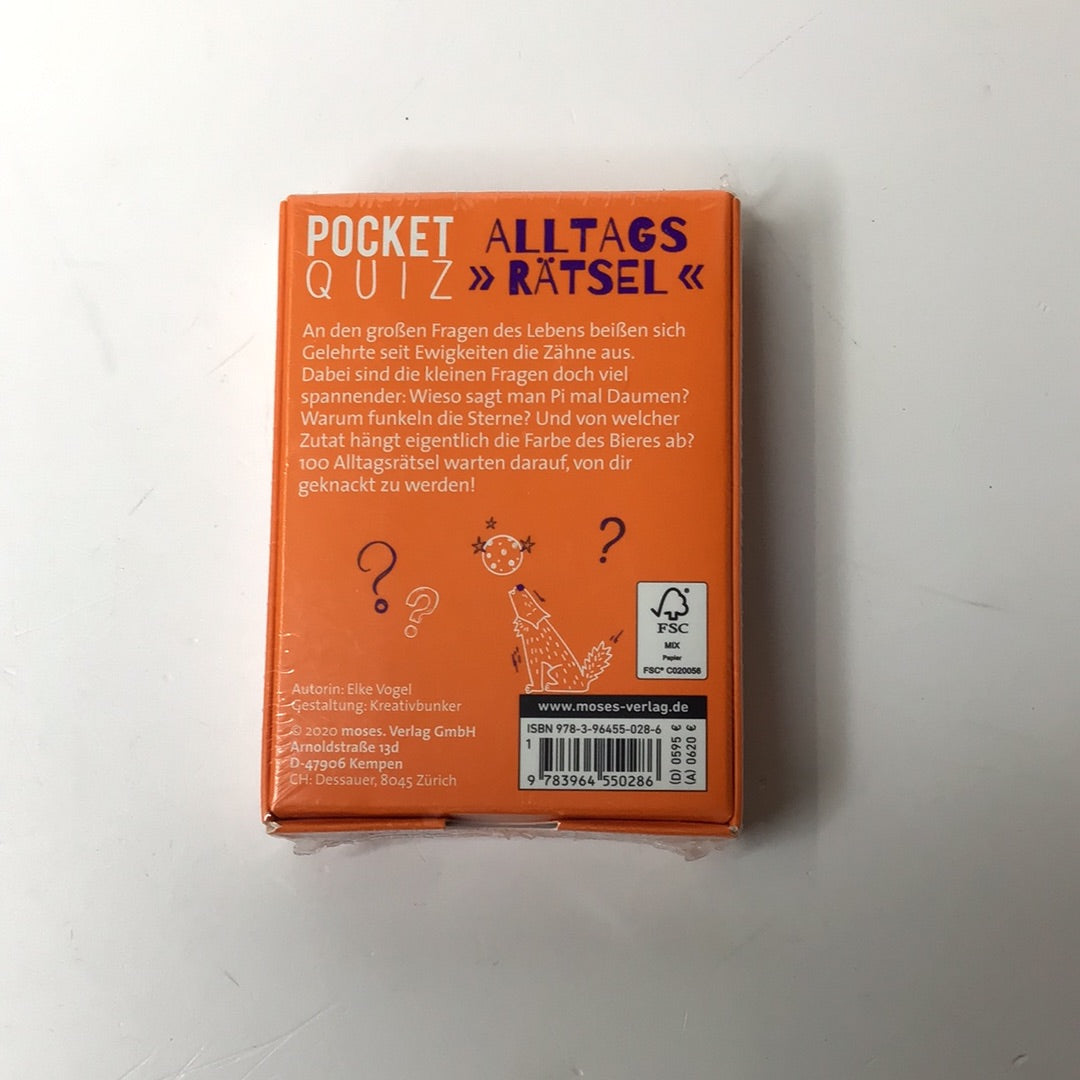 POCKET
QUIZ
ALLTAGS
» RÄTSEL «
An den großen Fragen des Lebens beißen sich
Gelehrte seit Ewigkeiten die Zähne aus.
Dabei sind die kleinen Fragen doch viel
spannender: Wieso sagt man Pi mal Daumen?
Warum funkeln die Sterne? Und von welcher
Zutat hängt eigentlich die Farbe des Bieres ab?
100 Alltagsrätsel warten darauf, von dir
geknackt zu werden!
?
?
?
FSC
MIX
Papier
FSC® C020056
Autorin: Elke Vogel
Gestaltung: Kreativbunker
© 2020 moses. Verlag GmbH
Arnoldstraße 13d
D-47906 Kempen
CH: Dessauer, 8045 Zürich
www.moses-verlag.de
ISBN 978-3-96455-028-6
1
9 783964 550286
(D) 0595 €
(A) 0620 €